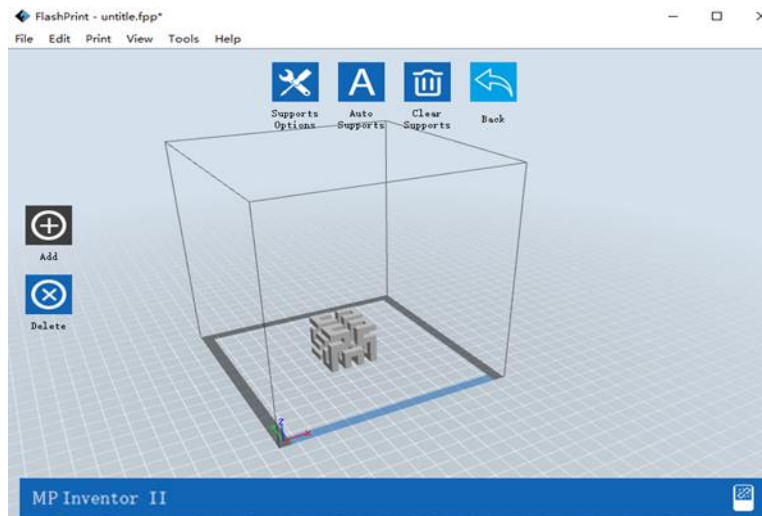 FlashPrint - untitle.fpp*
File Edit Print View Tools Help
A
Supports Options
Auto Supports
Clear Supports
Back
Add
Delete
Z
X
MP Inventor II